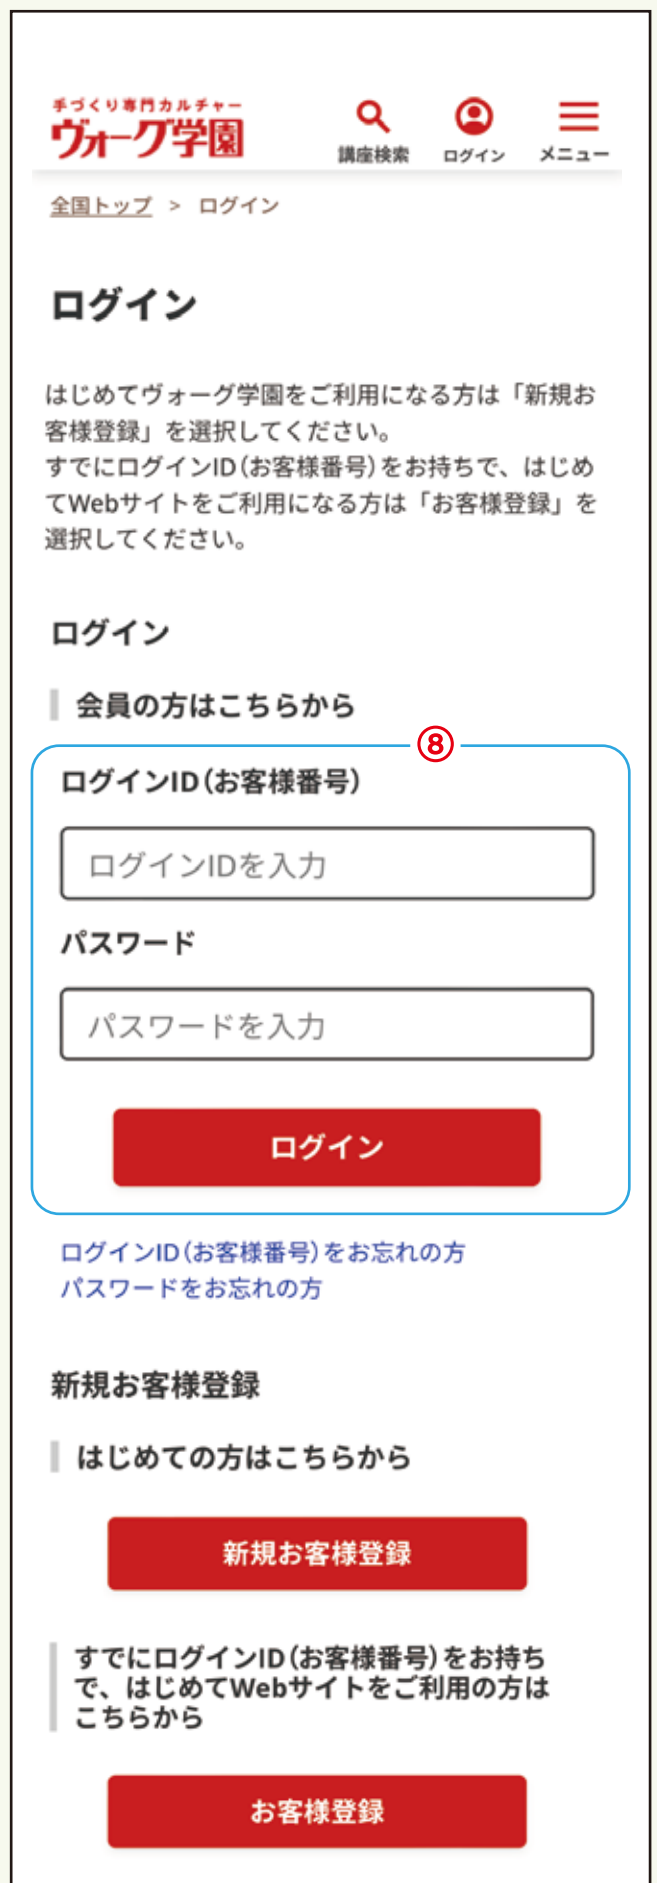 手づくり専門カルチャー
ヴォーグ学園
講座検索
ログイン
メニュー
全国トップ > ログイン
ログイン
はじめてヴォーグ学園をご利用になる方は「新規お
客様登録」を選択してください。
すでにログインID(お客様番号)をお持ちで、はじめ
てWebサイトをご利用になる方は「お客様登録」を
選択してください。
ログイン
会員の方はこちらから
⑧
ログインID(お客様番号)
ログインIDを入力
パスワード
パスワードを入力
ログイン
ログインID(お客様番号)をお忘れの方
パスワードをお忘れの方
新規お客様登録
はじめての方はこちらから
新規お客様登録
すでにログインID(お客様番号)をお持ち
で、はじめてWebサイトをご利用の方は
こちらから
お客様登録